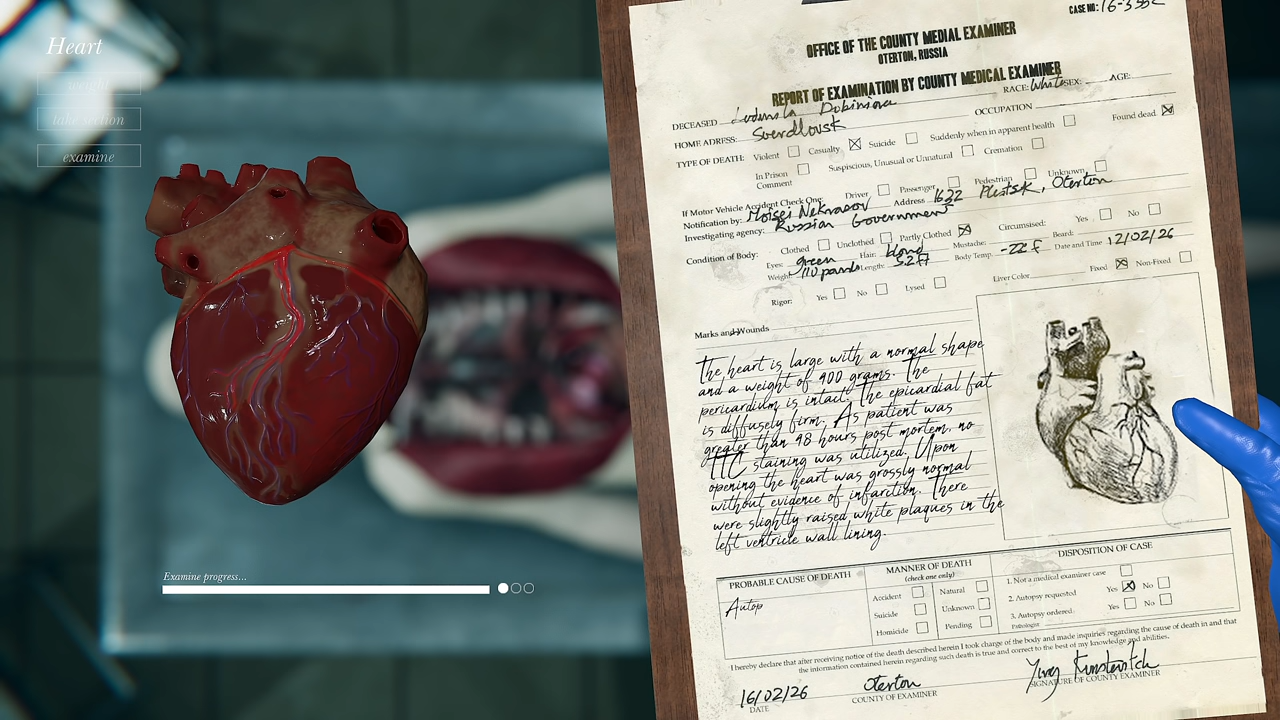 Heart
weight
take section
examine
Examine progress...
CASE NO: 16-3
OFFICE OF THE COUNTY MEDIAL EXAMINER
OTERTON, RUSSIA
REPORT OF EXAMINATION BY COUNTY MEDICAL EXAMINER
DECEASED RACE: White SEX: AGE:
HOME ADRESS: Sverdlovsk OCCUPATION
TYPE OF DEATH: Violent Casualty Suicide Suddenly when in apparent health Found dead
In Prison Suspicious, Unusual or Unnatural Cremation
Comment
If Motor Vehicle Accident Check One: Driver Passenger Pedestrian Unknown
Notification by: Moises Nekrasov Address 1632 Plestsk, Oterton
Investigating agency: Russian Government
Condition of Body: Clothed Unclothed Partly Clothed Circumsised: Yes No
Eyes: green Hair: blond Mustache: Beard:
Weight: 110 pounds Length: 5.2 ft Body Temp: -22 f Date and Time 12/02/26
Rigor: Yes No Lysed Liver Color Fixed Non-Fixed
Marks and Wounds
The heart is large with a normal shape
and a weight of 400 grams. The
pericardium is intact. The epicardial fat
is diffusely firm. As patient was
greater than 48 hours post mortem, no
TTC staining was utilized. Upon
opening the heart was grossly normal
without evidence of infarction. There
were slightly raised white plaques in the
left ventricle wall lining.
PROBABLE CAUSE OF DEATH
Autop
MANNER OF DEATH
(check one only)
Accident Natural
Suicide Unknown
Homicide Pending
DISPOSITION OF CASE
1. Not a medical examiner case
2. Autopsy requested Yes No
3. Autopsy ordered. Yes No
Pathologist
I hereby declare that after receiving notice of the death described herein I took charge of the body and made inquiries regarding the cause of death in and that
the information contained herein regarding such death is true and correct to the best of my knowledge and abilities.
16/02/26 Oterton
DATE COUNTY OF EXAMINER SIGNATURE OF COUNTY EXAMINER